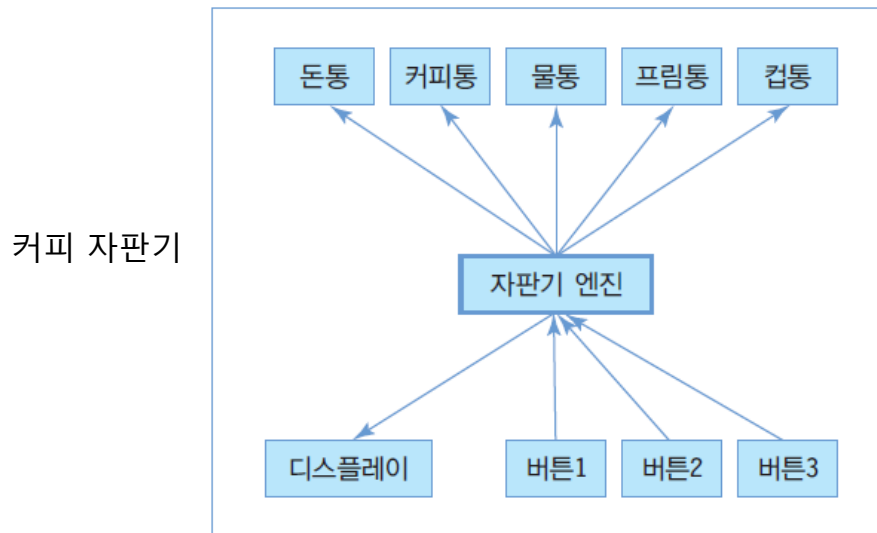 돈통 커피통 물통 프림통 컵통
커피 자판기
자판기 엔진
디스플레이 버튼1 버튼2 버튼3